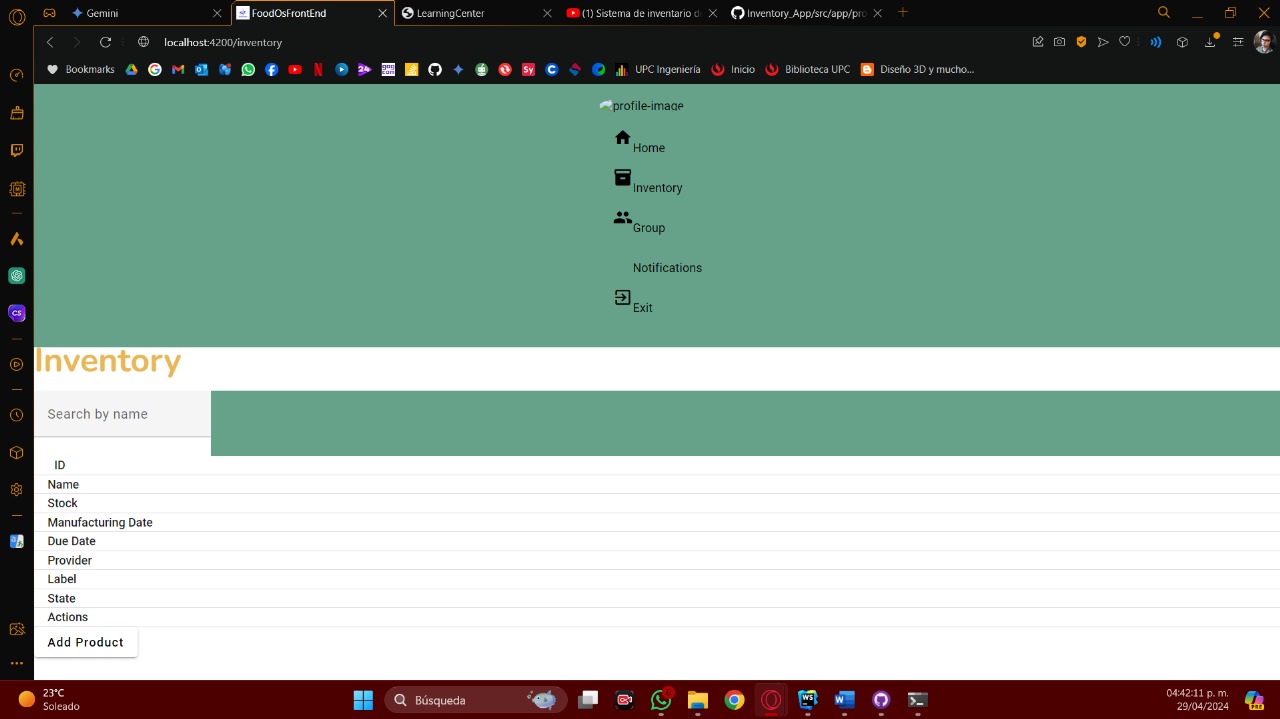 Gemini
FoodOsFrontEnd
LearningCenter
(1) Sistema de inventario d
Inventory_App/src/app/pro
localhost:4200/inventory
Bookmarks
UPC Ingeniería
Inicio
Biblioteca UPC
Diseño 3D y mucho...
profile-image
Home
Inventory
Group
Notifications
Exit
Inventory
Search by name
ID
Name
Stock
Manufacturing Date
Due Date
Provider
Label
State
Actions
Add Product
23°C
Soleado
Búsqueda
04:42:11 p. m.
29/04/2024